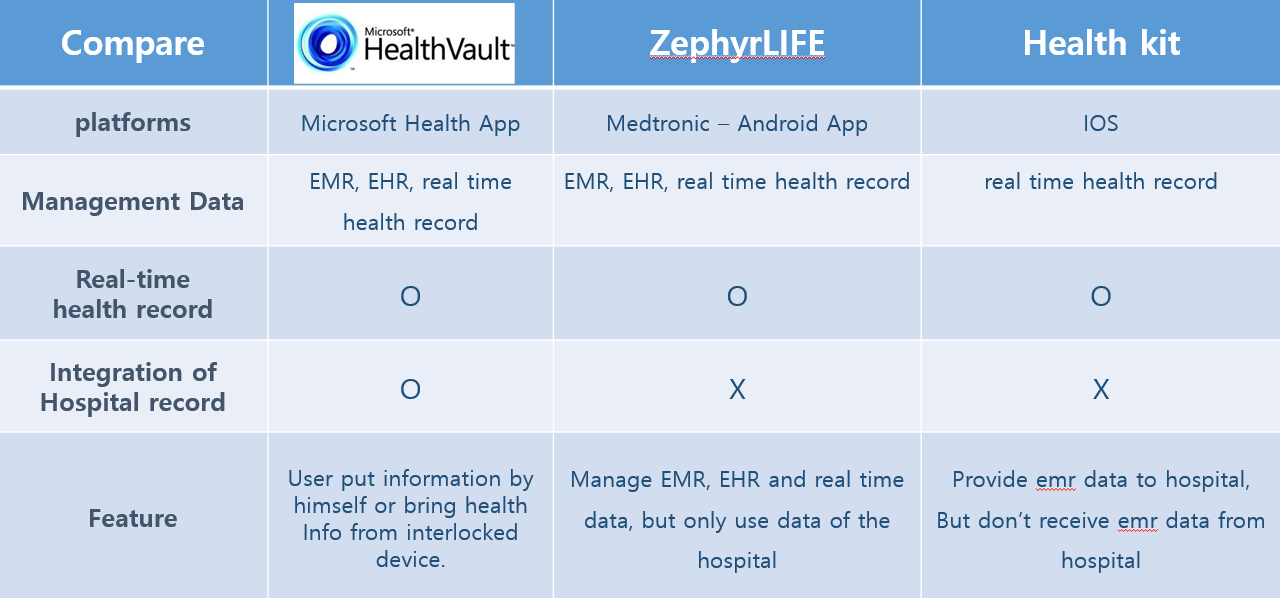 Compare
Microsoft®
HealthVault™
ZephyrLIFE
Health kit
platforms
Microsoft Health App
Medtronic – Android App
IOS
Management Data
EMR, EHR, real time
health record
EMR, EHR, real time health record
real time health record
Real-time
health record
O
O
O
Integration of
Hospital record
O
X
X
Feature
User put information by
himself or bring health
Info from interlocked
device.
Manage EMR, EHR and real time
data, but only use data of the
hospital
Provide emr data to hospital,
But don’t receive emr data from
hospital